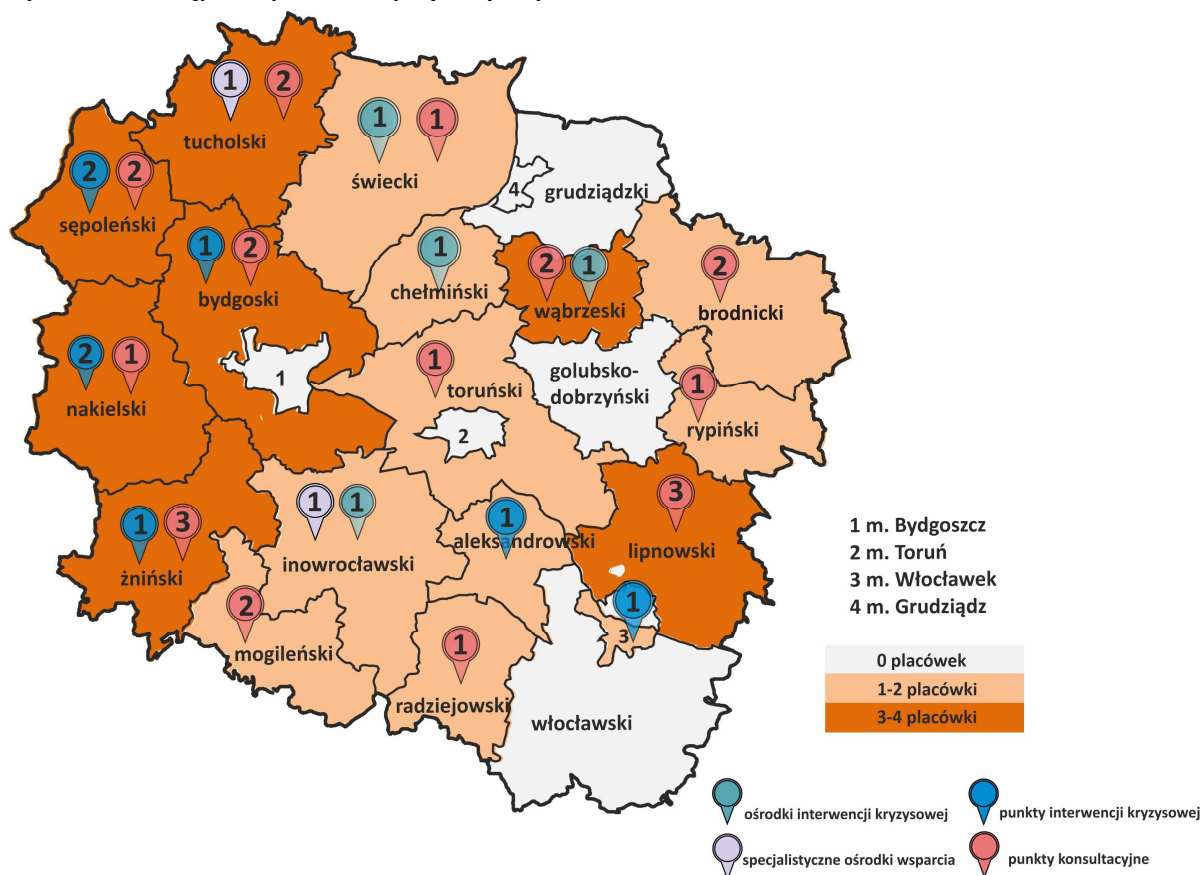 1 2
tucholski
1 1
świecki
2 2
sępoleński
4
grudziądzki
1 2
bydgoski
1
chełmiński
2 1
wąbrzeski
2
brodnicki
2 1
nakielski
1
1
toruński
2
golubsko-
dobrzyński
1
rypiński
1 3
żniński
1 1
inowrocławski
1
aleksandrowski
3
lipnowski
2
mogileński
1
radziejowski
1
3
włocławski
1 m. Bydgoszcz
2 m. Toruń
3 m. Włocławek
4 m. Grudziądz
0 placówek
1-2 placówki
3-4 placówki
ośrodki interwencji kryzysowej
punkty interwencji kryzysowej
specjalistyczne ośrodki wsparcia
punkty konsultacyjne